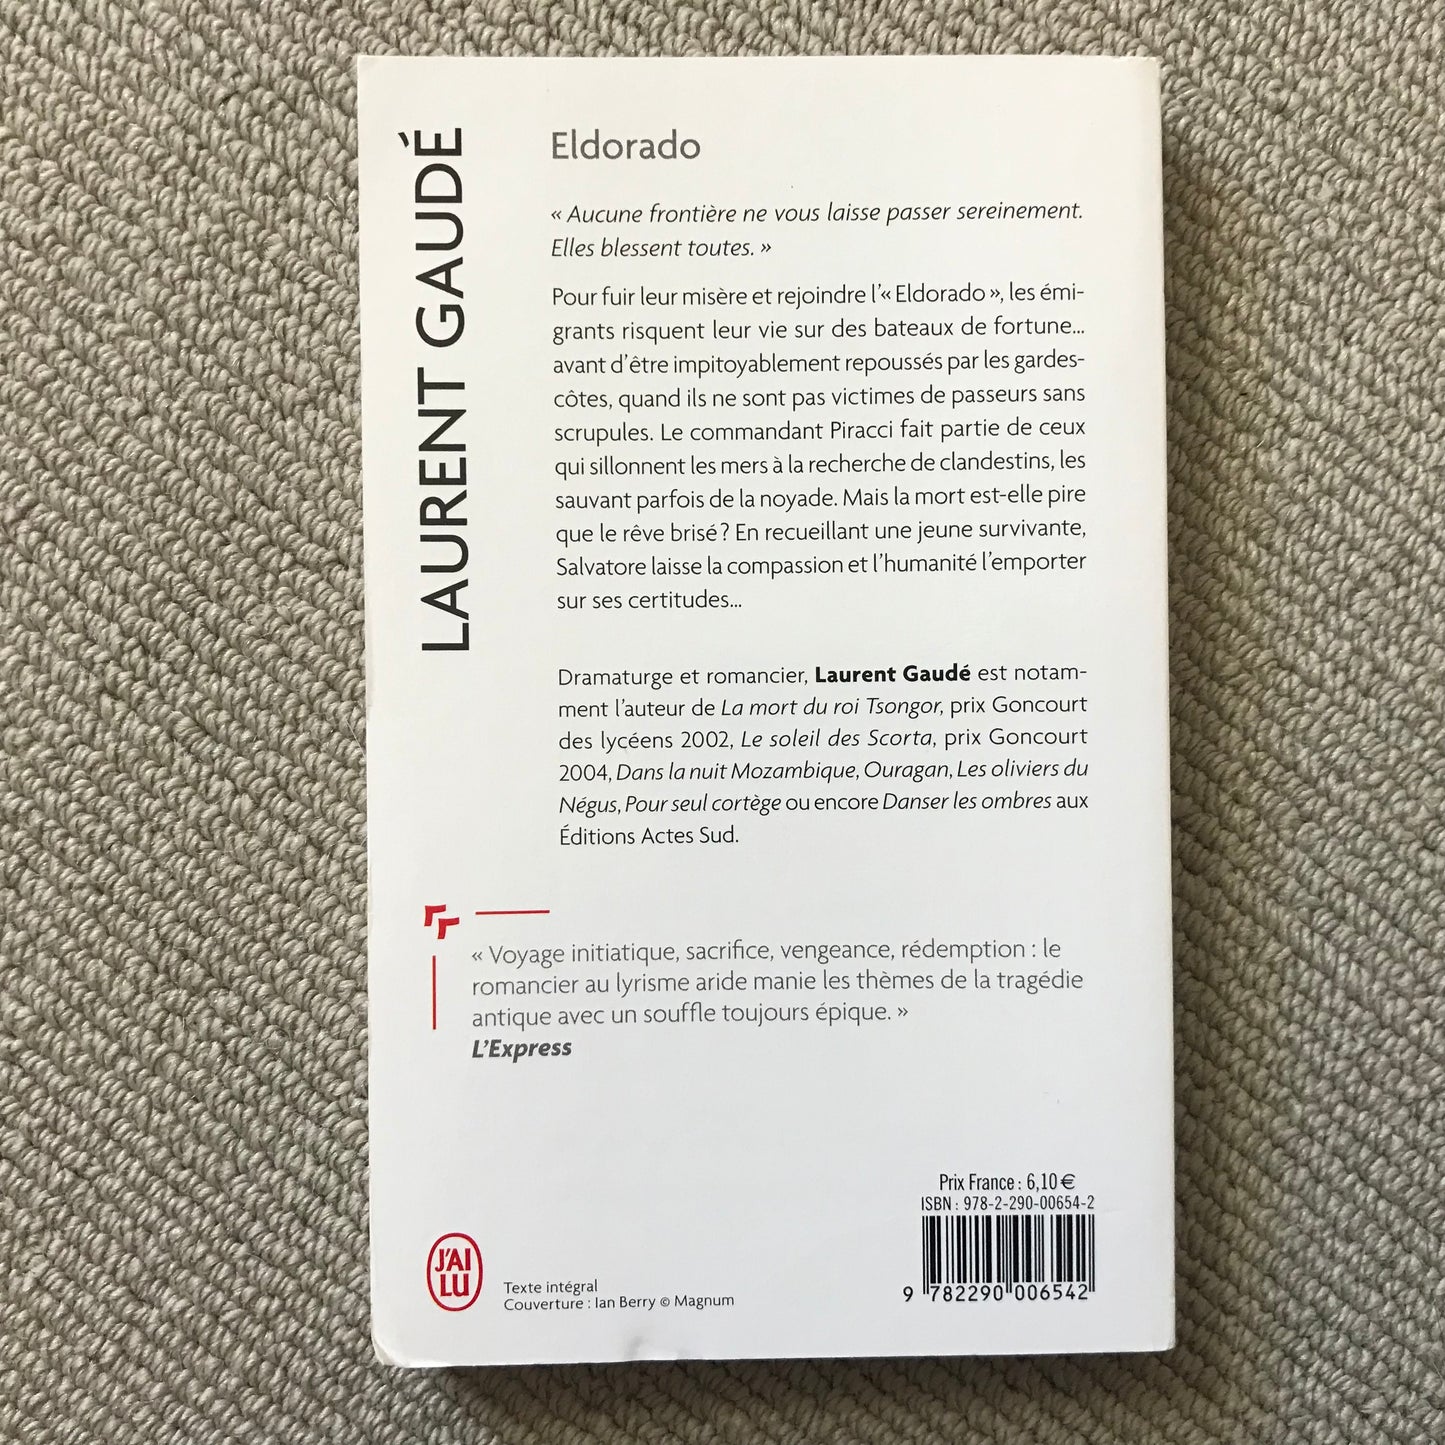 LAURENT GAUDÉ
Eldorado
« Aucune frontière ne vous laisse passer sereinement.
Elles blessent toutes. »
Pour fuir leur misère et rejoindre l'« Eldorado », les émi-
grants risquent leur vie sur des bateaux de fortune...
avant d'être impitoyablement repoussés par les gardes-
côtes, quand ils ne sont pas victimes de passeurs sans
scrupules. Le commandant Piracci fait partie de ceux
qui sillonnent les mers à la recherche de clandestins, les
sauvant parfois de la noyade. Mais la mort est-elle pire
que le rêve brisé ? En recueillant une jeune survivante,
Salvatore laisse la compassion et l'humanité l'emporter
sur ses certitudes...
Dramaturge et romancier, Laurent Gaudé est notam-
ment l'auteur de La mort du roi Tsongor, prix Goncourt
des lycéens 2002, Le soleil des Scorta, prix Goncourt
2004, Dans la nuit Mozambique, Ouragan, Les oliviers du
Négus, Pour seul cortège ou encore Danser les ombres aux
Éditions Actes Sud.
« Voyage initiatique, sacrifice, vengeance, rédemption : le
romancier au lyrisme aride manie les thèmes de la tragédie
antique avec un souffle toujours épique. »
L'Express
Prix France : 6,10 €
ISBN : 978-2-290-00654-2
9 782290 006542
J'AI
LU
Texte intégral
Couverture : Ian Berry © Magnum